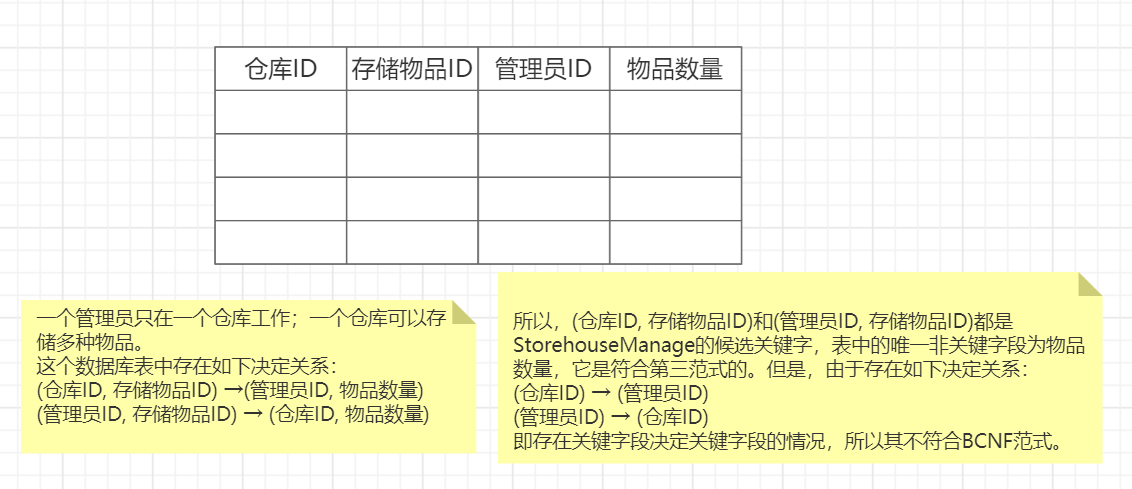 仓库ID 存储物品ID 管理员ID 物品数量
一个管理员只在一个仓库工作；一个仓库可以存
储多种物品。
这个数据库表中存在如下决定关系：
(仓库ID, 存储物品ID) →(管理员ID, 物品数量)
(管理员ID, 存储物品ID) → (仓库ID, 物品数量)
所以，(仓库ID, 存储物品ID)和(管理员ID, 存储物品ID)都是
StorehouseManage的候选关键字，表中的唯一非关键字段为物品
数量，它是符合第三范式的。但是，由于存在如下决定关系：
(仓库ID) → (管理员ID)
(管理员ID) → (仓库ID)
即存在关键字段决定关键字段的情况，所以其不符合BCNF范式。